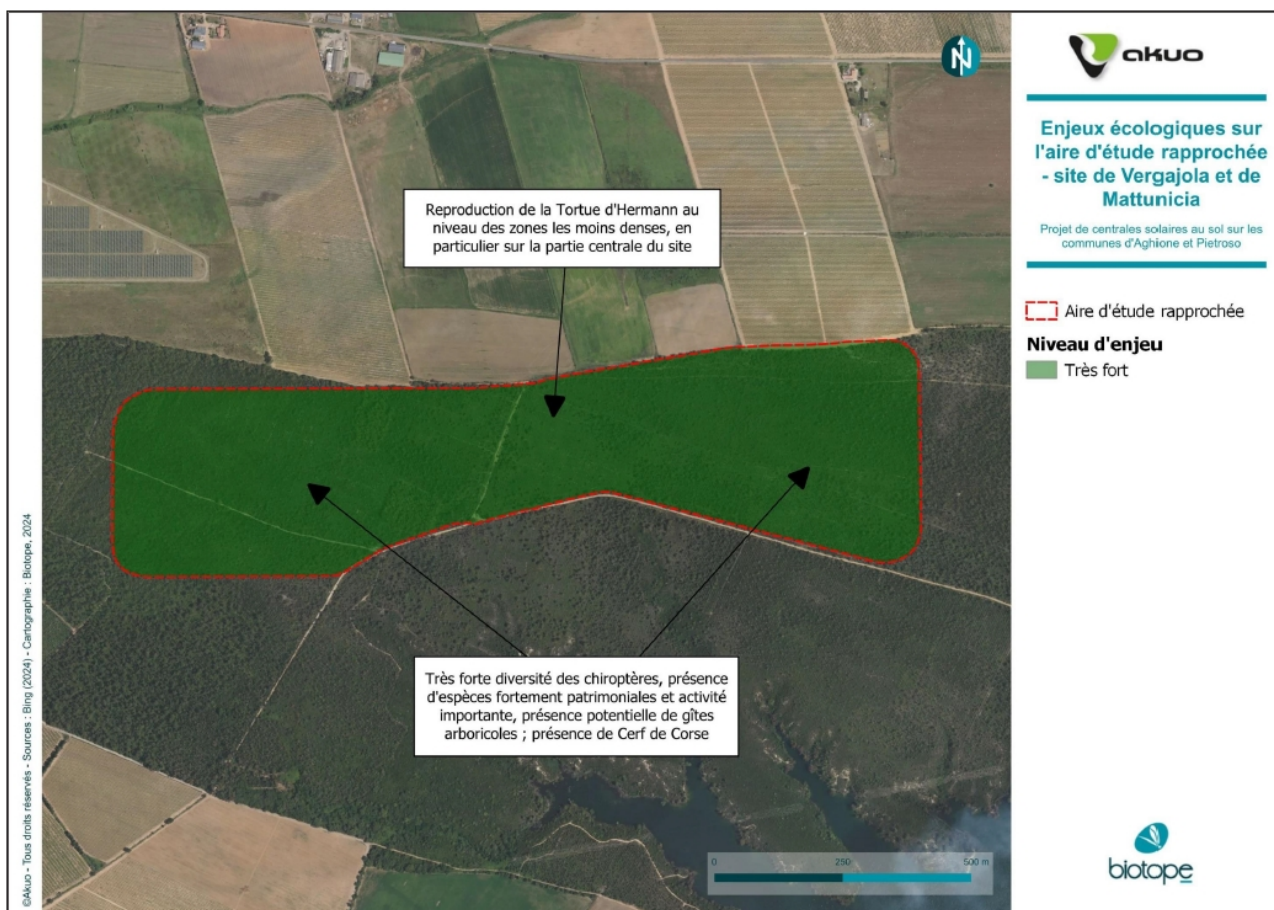 N
akuo
Enjeux écologiques sur
l'aire d'étude rapprochée
- site de Vergajola et de
Mattunicia
Projet de centrales solaires au sol sur les
communes d'Aghione et Pietroso
Aire d'étude rapprochée
Niveau d'enjeu
Très fort
Reproduction de la Tortue d'Hermann au
niveau des zones les moins denses, en
particulier sur la partie centrale du site
Très forte diversité des chiroptères, présence
d'espèces fortement patrimoniales et activité
importante, présence potentielle de gîtes
arboricoles ; présence de Cerf de Corse
0 250 500 m
biotope
©Akuo - Tous droits réservés - Sources : Bing (2024) - Cartographie : Biotope, 2024